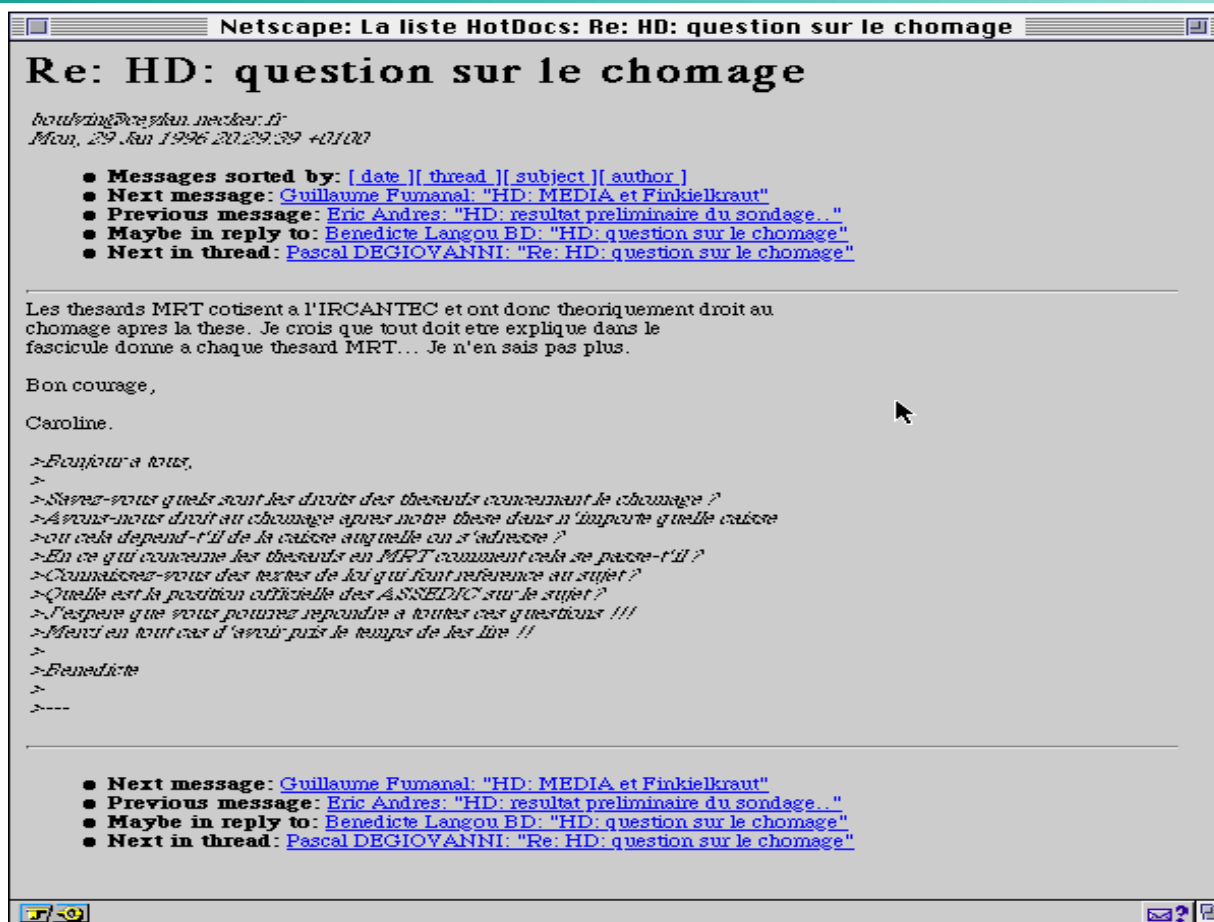 Netscape: La liste HotDocs: Re: HD: question sur le chomage
Re: HD: question sur le chomage
Mon, 29 Jan 1996 20:29:39 +0100
Messages sorted by: [ date ][ thread ][ subject ][ author ]
Next message: Guillaume Fumanal: "HD: MEDIA et Finkielkraut"
Previous message: Eric Andres: "HD: resultat preliminaire du sondage.."
Maybe in reply to: Benedicte Langou BD: "HD: question sur le chomage"
Next in thread: Pascal DEGIOVANNI: "Re: HD: question sur le chomage"
Les thesards MRT cotisent a l'IRCANTEC et ont donc theoriquement droit au
chomage apres la these. Je crois que tout doit etre explique dans le
fascicule donne a chaque thesard MRT... Je n'en sais pas plus.
Bon courage,
Caroline.
>Bonjour a tous,
>
>Savez-vous quels sont les droits des thesards concernant le chomage ?
>Avons-nous droit au chomage apres notre these dans n'importe quelle caisse
>ou cela depend-t'il de la caisse auquelle on s'adresse ?
>En ce qui concerne les thesards en MRT comment cela se passe-t'il ?
>Connaissez-vous des textes de loi qui font reference au sujet ?
>Quelle est la position officielle des ASSEDIC sur le sujet ?
>J'espere que vous pourrez repondre a toutes ces questions !!!
>Merci en tout cas d'avoir pris le temps de les lire !!
>
>Benedicte
>
>----
Next message: Guillaume Fumanal: "HD: MEDIA et Finkielkraut"
Previous message: Eric Andres: "HD: resultat preliminaire du sondage.."
Maybe in reply to: Benedicte Langou BD: "HD: question sur le chomage"
Next in thread: Pascal DEGIOVANNI: "Re: HD: question sur le chomage"